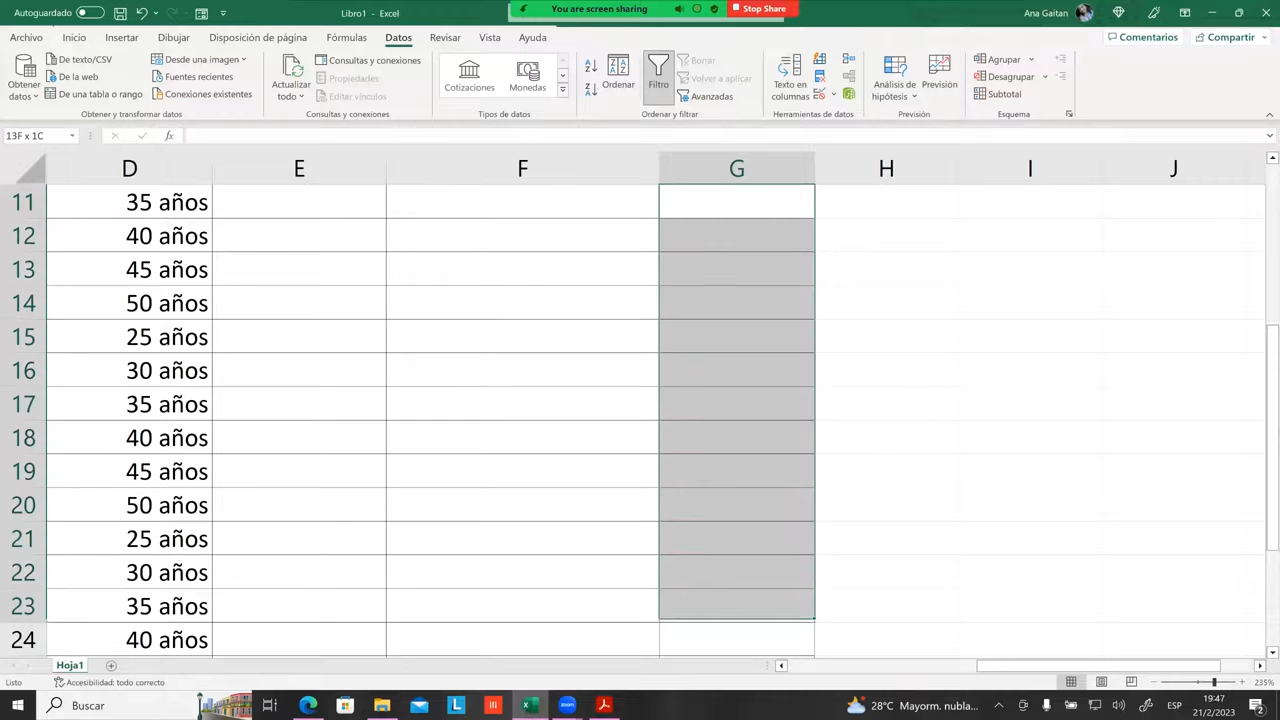 Autoguardado
Libro1 - Excel
You are screen sharing
Stop Share
Ana Gaitan
Archivo Inicio Insertar Dibujar Disposición de página Fórmulas Datos Revisar Vista Ayuda
Comentarios
Compartir
Obtener datos
De texto/CSV
De la web
De una tabla o rango
Desde una imagen
Fuentes recientes
Conexiones existentes
Obtener y transformar datos
Actualizar todo
Consultas y conexiones
Propiedades
Editar vínculos
Consultas y conexiones
Cotizaciones
Monedas
Tipos de datos
Ordenar
Filtro
Borrar
Volver a aplicar
Avanzadas
Ordenar y filtrar
Texto en columnas
Herramientas de datos
Análisis de hipótesis
Previsión
Previsión
Agrupar
Desagrupar
Subtotal
Esquema
13F x 1C
fx
D E F G H I J
11 35 años
12 40 años
13 45 años
14 50 años
15 25 años
16 30 años
17 35 años
18 40 años
19 45 años
20 50 años
21 25 años
22 30 años
23 35 años
24 40 años
Hoja1
Listo
Accesibilidad: todo correcto
235%
Buscar
L
zoom
28°C Mayorm. nubla...
ESP
19:47
21/2/2023
2